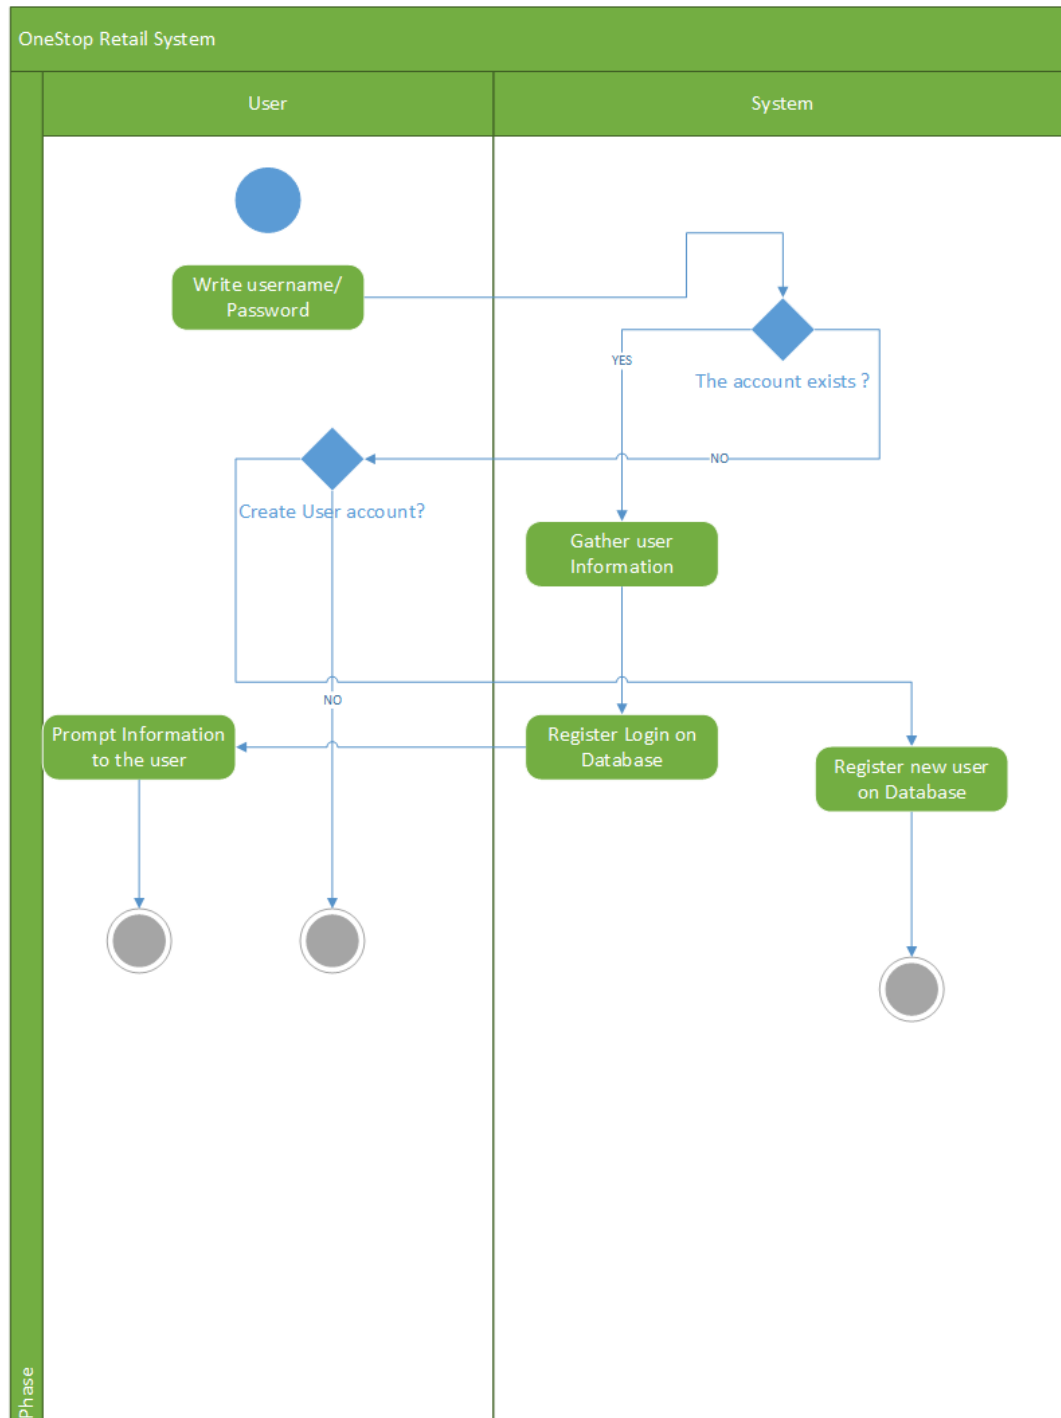 OneStop Retail System
User
System
Write username/
Password
YES
The account exists ?
NO
Create User account?
Gather user
Information
NO
Prompt Information
to the user
Register Login on
Database
Register new user
on Database
Phase